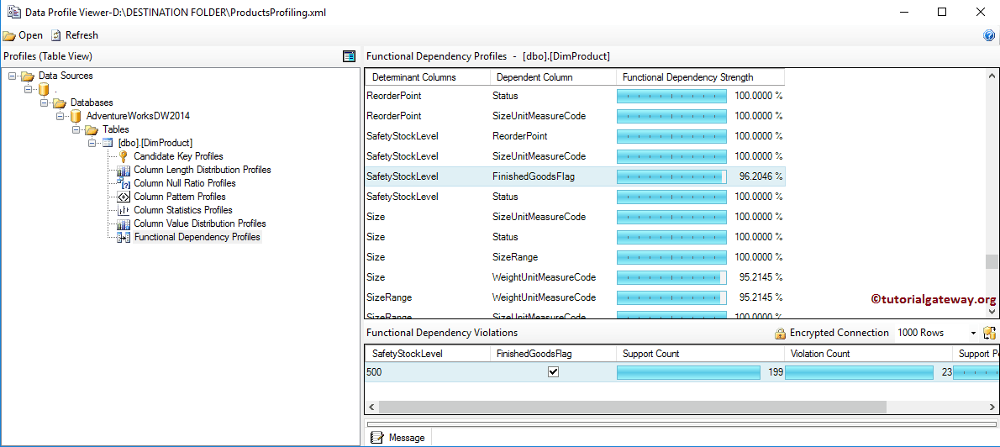 Data Profile Viewer-D:\DESTINATION FOLDER\ProductsProfiling.xml
Open Refresh
Profiles (Table View)
Data Sources
.
Databases
AdventureWorksDW2014
Tables
[dbo].[DimProduct]
Candidate Key Profiles
Column Length Distribution Profiles
Column Null Ratio Profiles
Column Pattern Profiles
Column Statistics Profiles
Column Value Distribution Profiles
Functional Dependency Profiles
Functional Dependency Profiles - [dbo].[DimProduct]
Determinant Columns Dependent Column Functional Dependency Strength
ReorderPoint Status 100.0000 %
ReorderPoint SizeUnitMeasureCode 100.0000 %
SafetyStockLevel ReorderPoint 100.0000 %
SafetyStockLevel SizeUnitMeasureCode 100.0000 %
SafetyStockLevel FinishedGoodsFlag 96.2046 %
SafetyStockLevel Status 100.0000 %
Size SizeUnitMeasureCode 100.0000 %
Size Status 100.0000 %
Size SizeRange 100.0000 %
Size WeightUnitMeasureCode 95.2145 %
SizeRange WeightUnitMeasureCode 95.2145 %
SizeRange SizeUnitMeasureCode 100.0000 %
©tutorialgateway.org
Functional Dependency Violations Encrypted Connection 1000 Rows
SafetyStockLevel FinishedGoodsFlag Support Count Violation Count Support Pe
500 199 23
Message